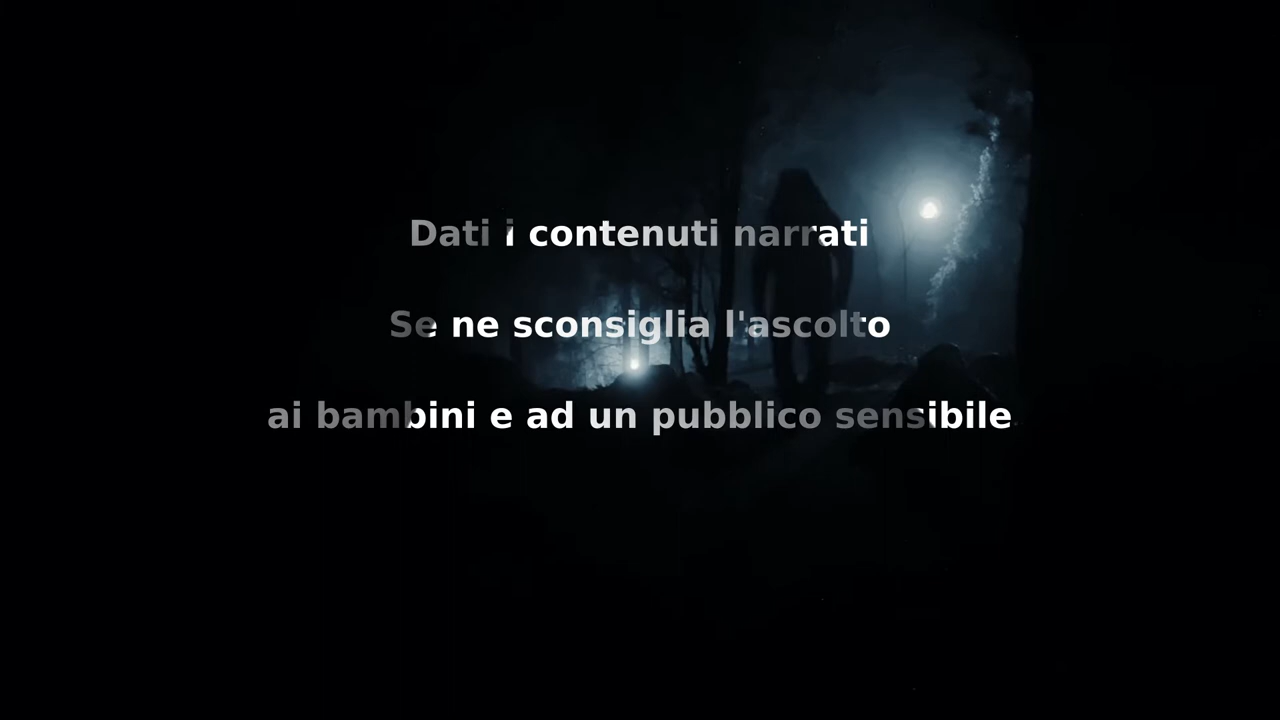 Dati i contenuti narrati
Se ne sconsiglia l'ascolto
ai bambini e ad un pubblico sensibile